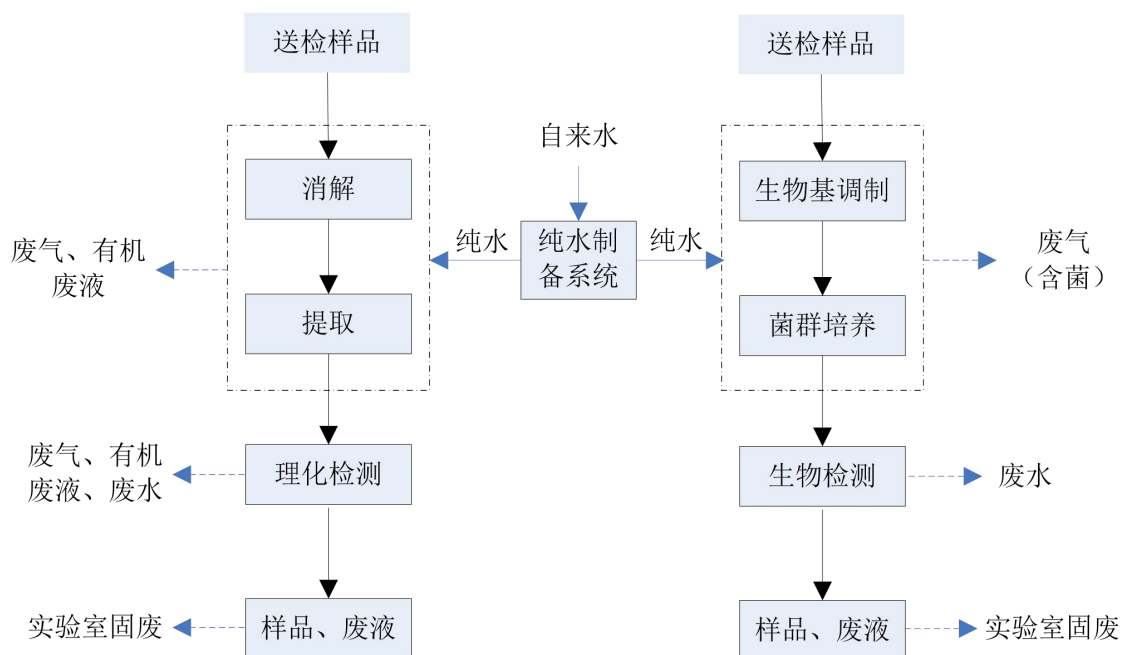 送检样品
送检样品
自来水
消解
生物基调制
纯水
纯水制
备系统
纯水
废气、有机
废液
废气
（含菌）
提取
菌群培养
废气、有机
废液、废水
理化检测
生物检测
废水
实验室固废
样品、废液
样品、废液
实验室固废